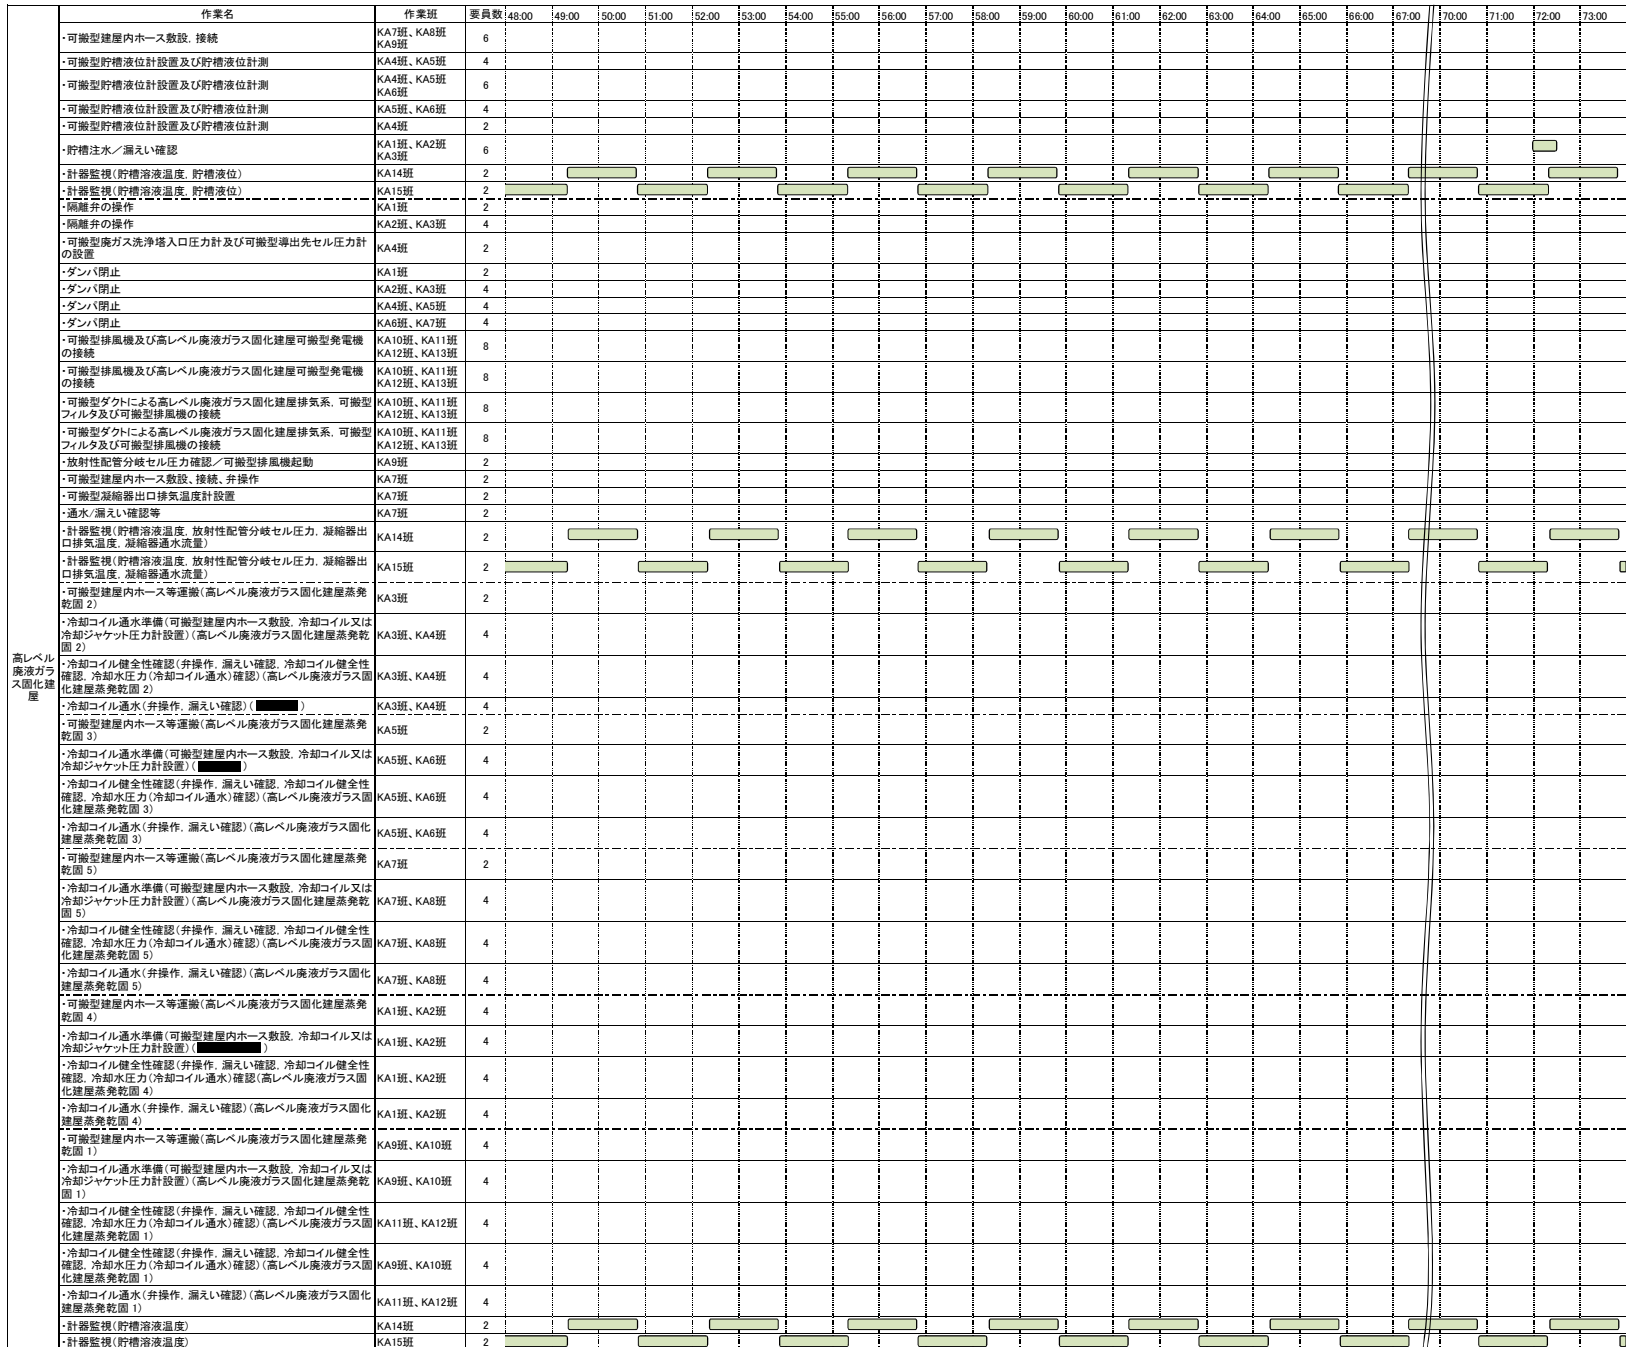 作業名 作業班 要員数 48:00 49:00 50:00 51:00 52:00 53:00 54:00 55:00 56:00 57:00 58:00 59:00 60:00 61:00 62:00 63:00 64:00 65:00 66:00 67:00 70:00 71:00 72:00 73:00
高レベル
廃液ガラ
ス固化建
屋
・可搬型建屋内ホース敷設，接続 KA7班、KA8班 6
KA9班
・可搬型貯槽液位計設置及び貯槽液位計測 KA4班、KA5班 4
・可搬型貯槽液位計設置及び貯槽液位計測 KA4班、KA5班 6
KA6班
・可搬型貯槽液位計設置及び貯槽液位計測 KA5班、KA6班 4
・可搬型貯槽液位計設置及び貯槽液位計測 KA4班 2
・貯槽注水／漏えい確認 KA1班、KA2班 6
KA3班
・計器監視（貯槽溶液温度，貯槽液位） KA14班 2
・計器監視（貯槽溶液温度，貯槽液位） KA15班 2
・隔離弁の操作 KA1班 2
・隔離弁の操作 KA2班、KA3班 4
・可搬型廃ガス洗浄塔入口圧力計及び可搬型導出先セル圧力計 KA4班 2
の設置
・ダンパ閉止 KA1班 2
・ダンパ閉止 KA2班、KA3班 4
・ダンパ閉止 KA4班、KA5班 4
・ダンパ閉止 KA6班、KA7班 4
・可搬型排風機及び高レベル廃液ガラス固化建屋可搬型発電機 KA10班、KA11班 8
の接続 KA12班、KA13班
・可搬型排風機及び高レベル廃液ガラス固化建屋可搬型発電機 KA10班、KA11班 8
の接続 KA12班、KA13班
・可搬型ダクトによる高レベル廃液ガラス固化建屋排気系，可搬型 KA10班、KA11班 8
フィルタ及び可搬型排風機の接続 KA12班、KA13班
・可搬型ダクトによる高レベル廃液ガラス固化建屋排気系，可搬型 KA10班、KA11班 8
フィルタ及び可搬型排風機の接続 KA12班、KA13班
・放射性配管分岐セル圧力確認／可搬型排風機起動 KA9班 2
・可搬型建屋内ホース敷設、接続、弁操作 KA7班 2
・可搬型凝縮器出口排気温度計設置 KA7班 2
・通水/漏えい確認等 KA7班 2
・計器監視（貯槽溶液温度，放射性配管分岐セル圧力，凝縮器出 KA14班 2
口排気温度，凝縮器通水流量）
・計器監視（貯槽溶液温度，放射性配管分岐セル圧力，凝縮器出 KA15班 2
口排気温度，凝縮器通水流量）
・可搬型建屋内ホース等運搬（高レベル廃液ガラス固化建屋蒸発 KA3班 2
乾固 2）
・冷却コイル通水準備（可搬型建屋内ホース敷設，冷却コイル又は
冷却ジャケット圧力計設置）（高レベル廃液ガラス固化建屋蒸発乾 KA3班、KA4班 4
固 2）
・冷却コイル健全性確認（弁操作，漏えい確認，冷却コイル健全性
確認，冷却水圧力（冷却コイル通水）確認）（高レベル廃液ガラス固 KA3班、KA4班 4
化建屋蒸発乾固 2）
・冷却コイル通水（弁操作，漏えい確認）（ ） KA3班、KA4班 4
・可搬型建屋内ホース等運搬（高レベル廃液ガラス固化建屋蒸発 KA5班 2
乾固 3）
・冷却コイル通水準備（可搬型建屋内ホース敷設，冷却コイル又は KA5班、KA6班 4
冷却ジャケット圧力計設置）（ ）
・冷却コイル健全性確認（弁操作，漏えい確認，冷却コイル健全性
確認，冷却水圧力（冷却コイル通水）確認）（高レベル廃液ガラス固 KA5班、KA6班 4
化建屋蒸発乾固 3）
・冷却コイル通水（弁操作，漏えい確認）（高レベル廃液ガラス固化 KA5班、KA6班 4
建屋蒸発乾固 3）
・可搬型建屋内ホース等運搬（高レベル廃液ガラス固化建屋蒸発 KA7班 2
乾固 5）
・冷却コイル通水準備（可搬型建屋内ホース敷設，冷却コイル又は
冷却ジャケット圧力計設置）（高レベル廃液ガラス固化建屋蒸発乾 KA7班、KA8班 4
固 5）
・冷却コイル健全性確認（弁操作，漏えい確認，冷却コイル健全性
確認，冷却水圧力（冷却コイル通水）確認）（高レベル廃液ガラス固 KA7班、KA8班 4
化建屋蒸発乾固 5）
・冷却コイル通水（弁操作，漏えい確認）（高レベル廃液ガラス固化 KA7班、KA8班 4
建屋蒸発乾固 5）
・可搬型建屋内ホース等運搬（高レベル廃液ガラス固化建屋蒸発 KA1班、KA2班 4
乾固 4）
・冷却コイル通水準備（可搬型建屋内ホース敷設，冷却コイル又は KA1班、KA2班 4
冷却ジャケット圧力計設置）（ ）
・冷却コイル健全性確認（弁操作，漏えい確認，冷却コイル健全性
確認，冷却水圧力（冷却コイル通水）確認（高レベル廃液ガラス固 KA1班、KA2班 4
化建屋蒸発乾固 4）
・冷却コイル通水（弁操作，漏えい確認）（高レベル廃液ガラス固化 KA1班、KA2班 4
建屋蒸発乾固 4）
・可搬型建屋内ホース等運搬（高レベル廃液ガラス固化建屋蒸発 KA9班、KA10班 4
乾固 1）
・冷却コイル通水準備（可搬型建屋内ホース敷設，冷却コイル又は
冷却ジャケット圧力計設置）（高レベル廃液ガラス固化建屋蒸発乾 KA9班、KA10班 4
固 1）
・冷却コイル健全性確認（弁操作，漏えい確認，冷却コイル健全性
確認，冷却水圧力（冷却コイル通水）確認）（高レベル廃液ガラス固 KA11班、KA12班 4
化建屋蒸発乾固 1）
・冷却コイル健全性確認（弁操作，漏えい確認，冷却コイル健全性
確認，冷却水圧力（冷却コイル通水）確認）（高レベル廃液ガラス固 KA9班、KA10班 4
化建屋蒸発乾固 1）
・冷却コイル通水（弁操作，漏えい確認）（高レベル廃液ガラス固化 KA11班、KA12班 4
建屋蒸発乾固 1）
・計器監視（貯槽溶液温度） KA14班 2
・計器監視（貯槽溶液温度） KA15班 2